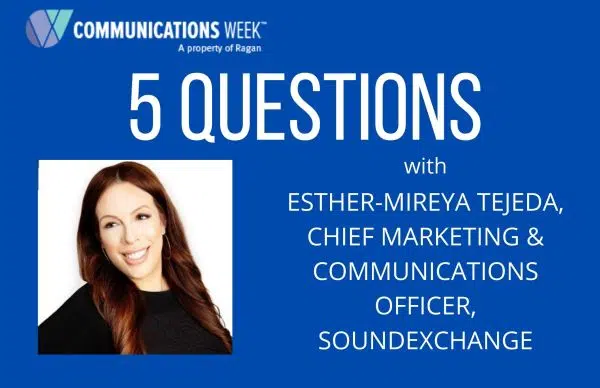 COMMUNICATIONS WEEK™
A property of Ragan
5 QUESTIONS
with
ESTHER-MIREYA TEJEDA,
CHIEF MARKETING &
COMMUNICATIONS
OFFICER,
SOUNDEXCHANGE